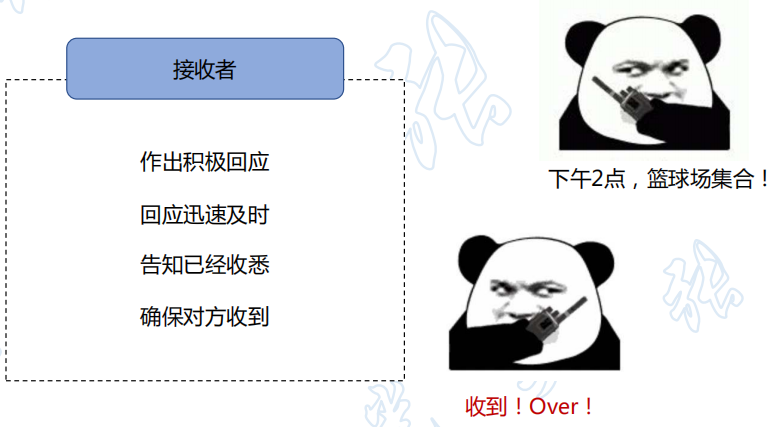 接收者
作出积极回应
回应迅速及时
告知已经收悉
确保对方收到
下午2点，篮球场集合！
收到！Over！